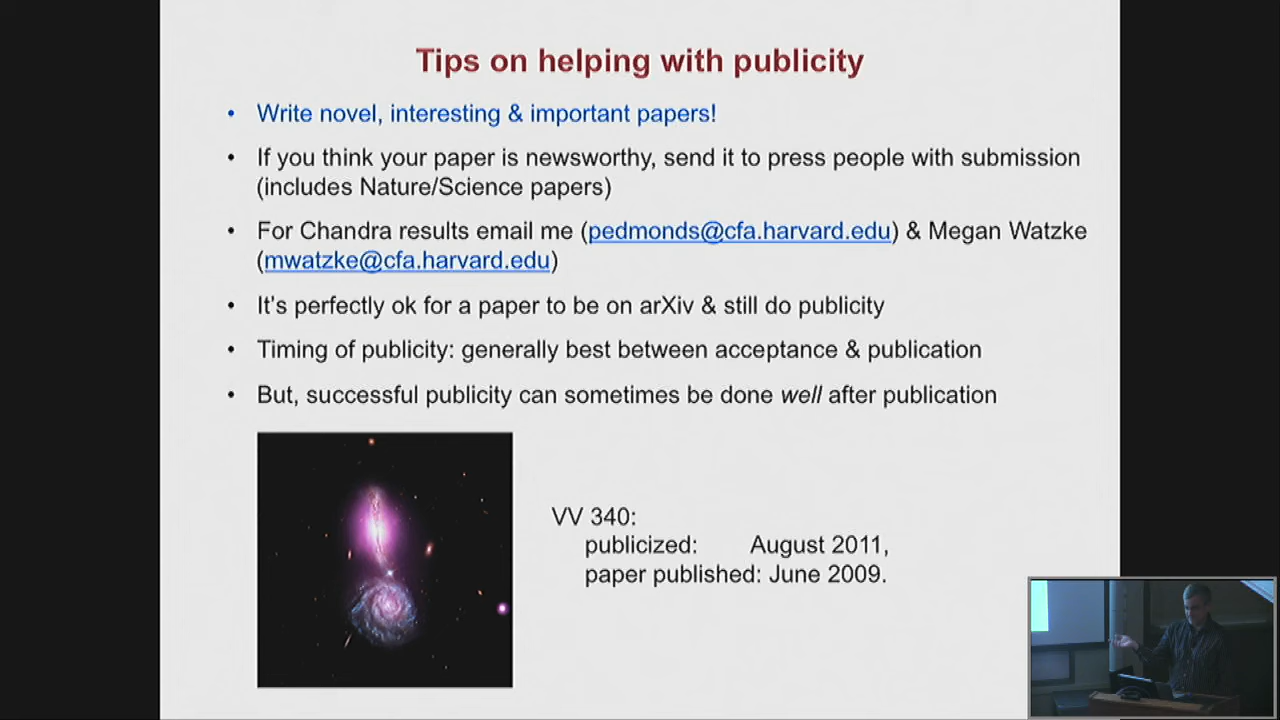 Tips on helping with publicity
• Write novel, interesting & important papers!
• If you think your paper is newsworthy, send it to press people with submission
(includes Nature/Science papers)
• For Chandra results email me (pedmonds@cfa.harvard.edu) & Megan Watzke
(mwatzke@cfa.harvard.edu)
• It's perfectly ok for a paper to be on arXiv & still do publicity
• Timing of publicity: generally best between acceptance & publication
• But, successful publicity can sometimes be done well after publication
VV 340:
publicized: August 2011,
paper published: June 2009.